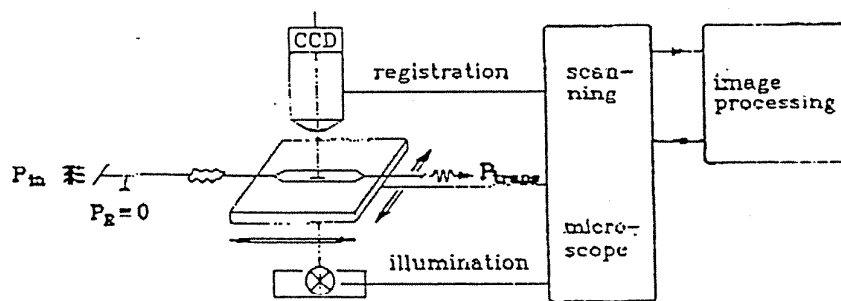 CCD
registration
scan-
ning
image
processing
P_in
P_R=0
P_trans
micro-
scope
illumination